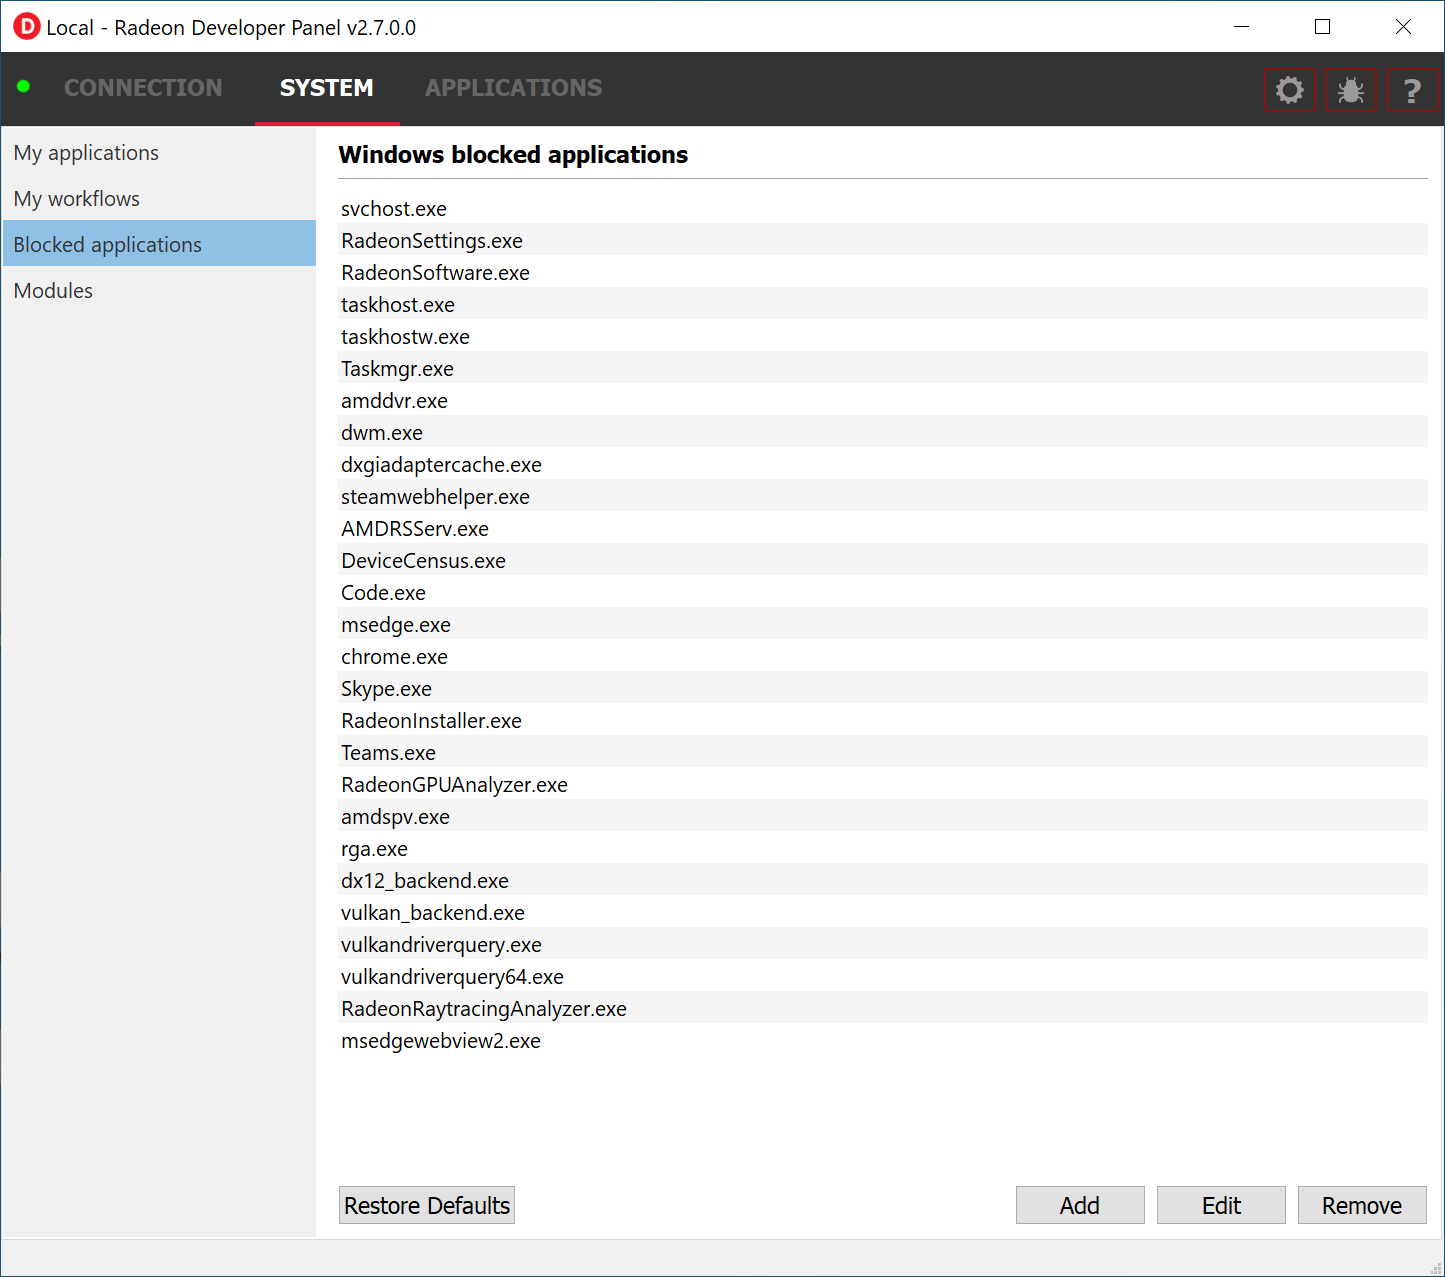 D Local - Radeon Developer Panel v2.7.0.0
CONNECTION SYSTEM APPLICATIONS ?
My applications
My workflows
Blocked applications
Modules
Windows blocked applications
svchost.exe
RadeonSettings.exe
RadeonSoftware.exe
taskhost.exe
taskhostw.exe
Taskmgr.exe
amddvr.exe
dwm.exe
dxgiadaptercache.exe
steamwebhelper.exe
AMDRSServ.exe
DeviceCensus.exe
Code.exe
msedge.exe
chrome.exe
Skype.exe
RadeonInstaller.exe
Teams.exe
RadeonGPUAnalyzer.exe
amdspv.exe
rga.exe
dx12_backend.exe
vulkan_backend.exe
vulkandriverquery.exe
vulkandriverquery64.exe
RadeonRaytracingAnalyzer.exe
msedgewebview2.exe
Restore Defaults Add Edit Remove